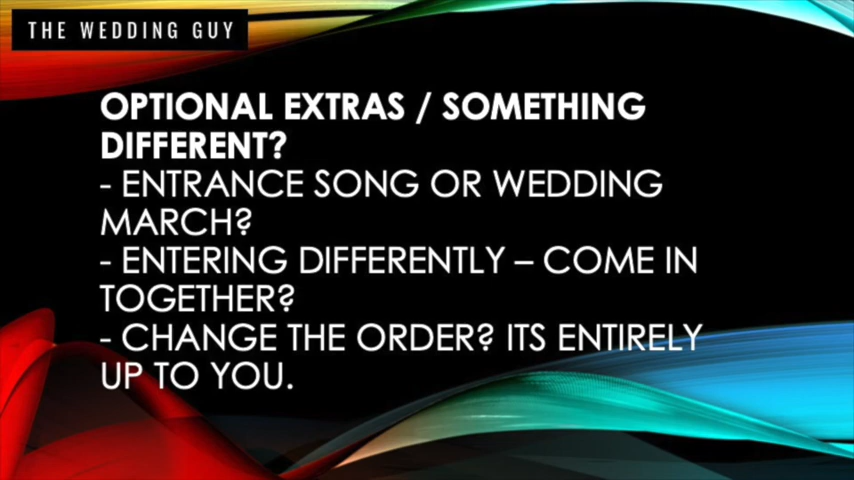 THE WEDDING GUY
OPTIONAL EXTRAS / SOMETHING
DIFFERENT?
- ENTRANCE SONG OR WEDDING
MARCH?
- ENTERING DIFFERENTLY – COME IN
TOGETHER?
- CHANGE THE ORDER? ITS ENTIRELY
UP TO YOU.